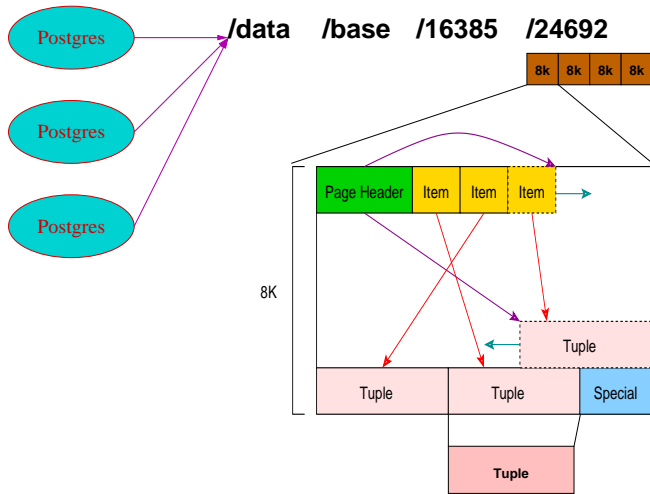 Postgres
Postgres
Postgres
/data /base /16385 /24692
8k 8k 8k 8k
Page Header Item Item Item
8K
Tuple
Tuple Tuple Special
Tuple